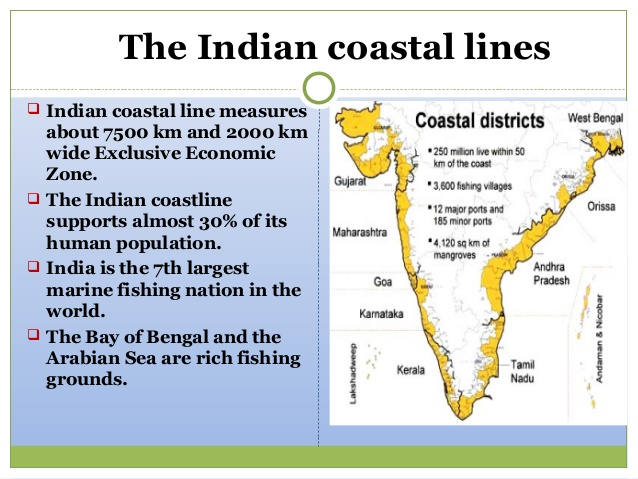 The Indian coastal lines
Indian coastal line measures
about 7500 km and 2000 km
wide Exclusive Economic
Zone.
The Indian coastline
supports almost 30% of its
human population.
India is the 7th largest
marine fishing nation in the
world.
The Bay of Bengal and the
Arabian Sea are rich fishing
grounds.
Coastal districts
250 million live within 50
km of the coast
3,600 fishing villages
12 major ports and
185 minor ports
4,120 sq km of
mangroves
West Bengal
Gujarat
Orissa
Maharashtra
Andhra
Pradesh
Goa
Karnataka
Kerala
Tamil
Nadu
Lakshadweep
Andaman & Nicobar